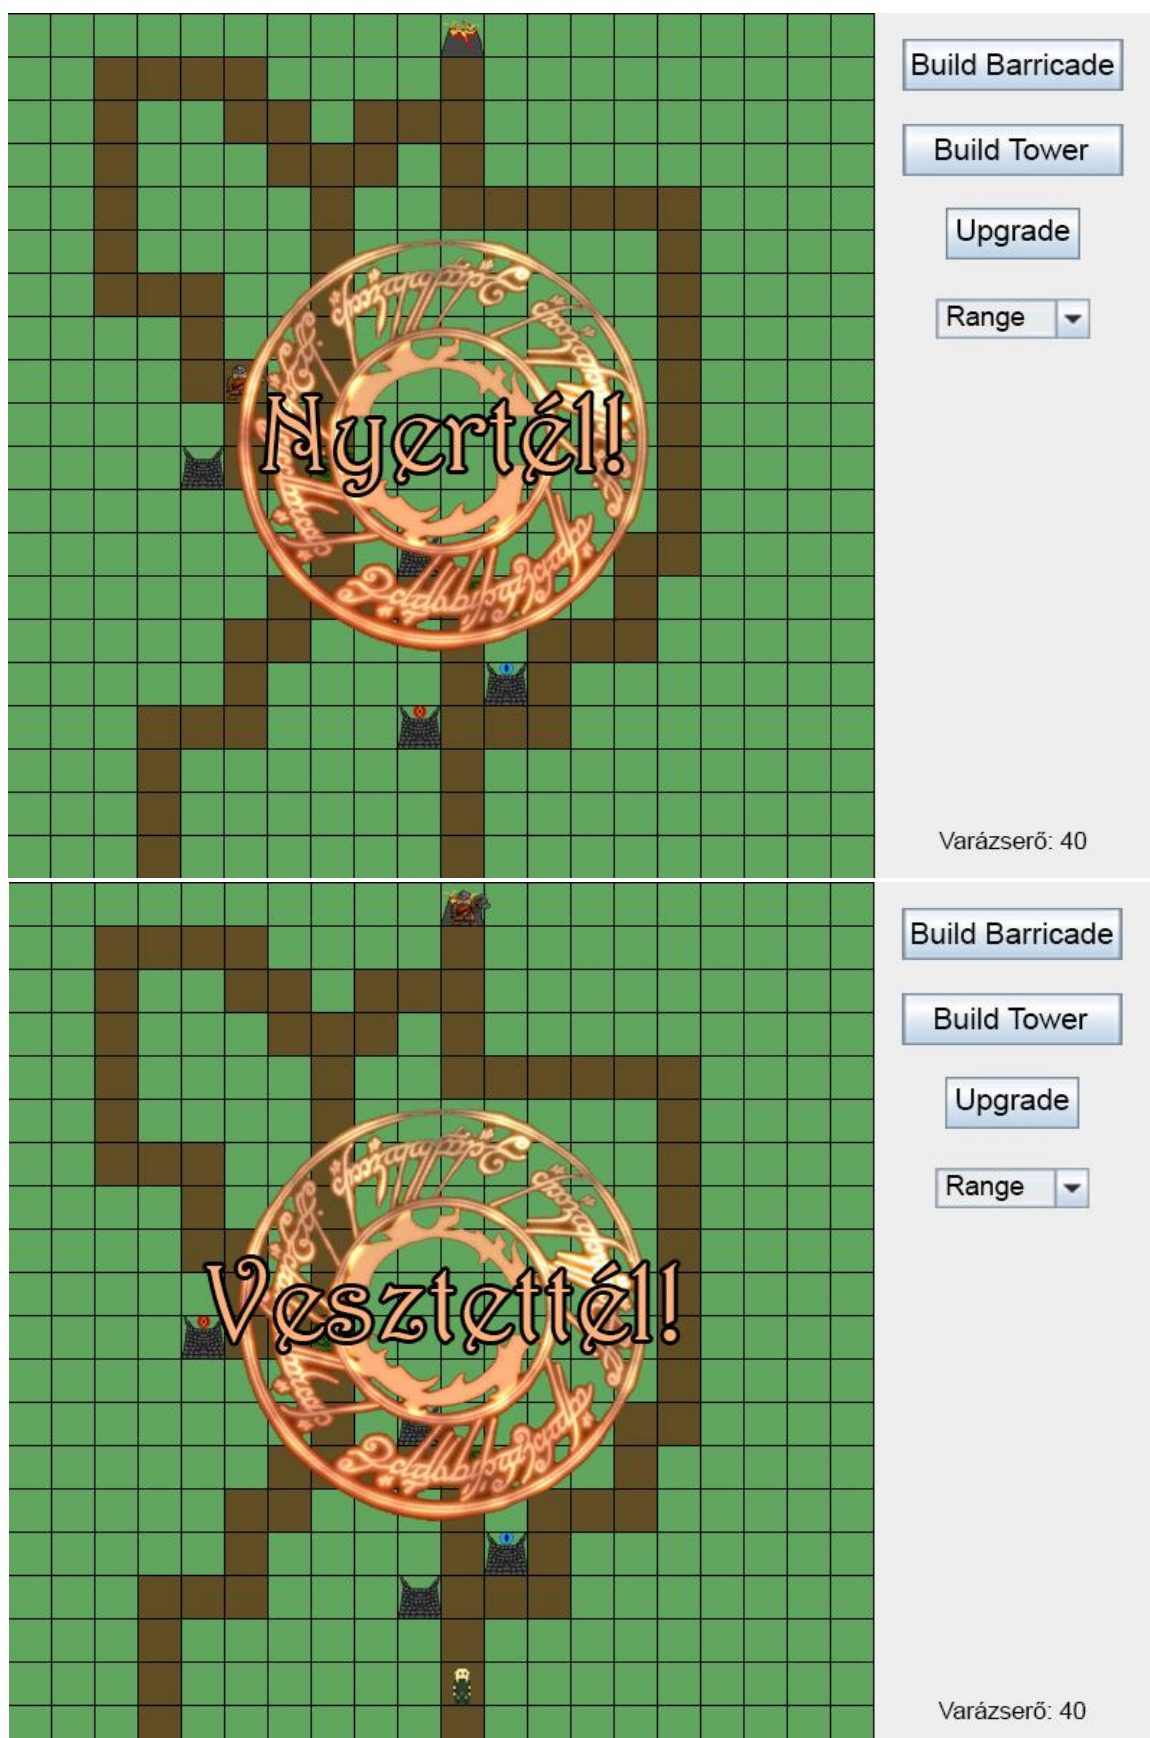 Build Barricade
Build Tower
Upgrade
Range
Nyertél!
Varázserő: 40
Build Barricade
Build Tower
Upgrade
Range
Vesztettél!
Varázserő: 40